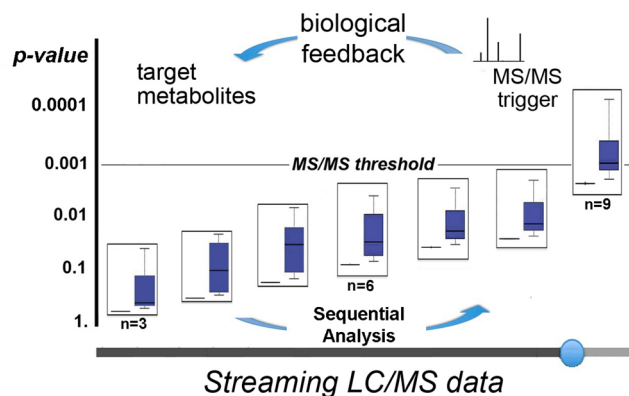 biological
feedback
p-value
target
metabolites
MS/MS
trigger
0.0001
0.001
MS/MS threshold
0.01
n=9
0.1
n=6
1.
n=3
Sequential
Analysis
Streaming LC/MS data